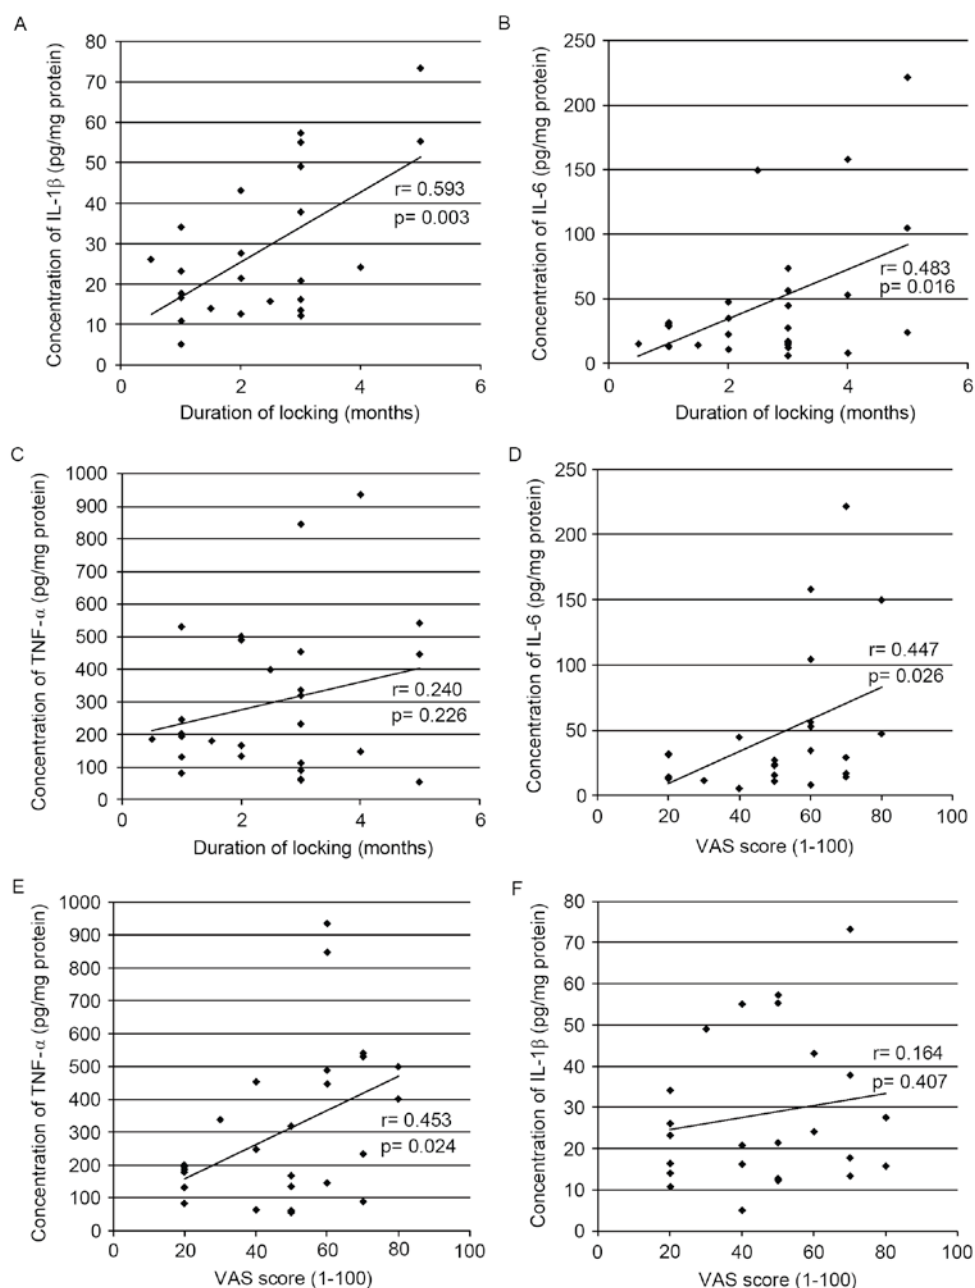 A
Concentration of IL-1β (pg/mg protein)
80
70
60
50
40
30
20
10
0
r= 0.593
p= 0.003
0 2 4 6
Duration of locking (months)
B
Concentration of IL-6 (pg/mg protein)
250
200
150
100
50
0
r= 0.483
p= 0.016
0 2 4 6
Duration of locking (months)
C
Concentration of TNF-α (pg/mg protein)
1000
900
800
700
600
500
400
300
200
100
0
r= 0.240
p= 0.226
0 2 4 6
Duration of locking (months)
D
Concentration of IL-6 (pg/mg protein)
250
200
150
100
50
0
r= 0.447
p= 0.026
0 20 40 60 80 100
VAS score (1-100)
E
Concentration of TNF-α (pg/mg protein)
1000
900
800
700
600
500
400
300
200
100
0
r= 0.453
p= 0.024
0 20 40 60 80 100
VAS score (1-100)
F
Concentration of IL-1β (pg/mg protein)
80
70
60
50
40
30
20
10
0
r= 0.164
p= 0.407
0 20 40 60 80 100
VAS score (1-100)